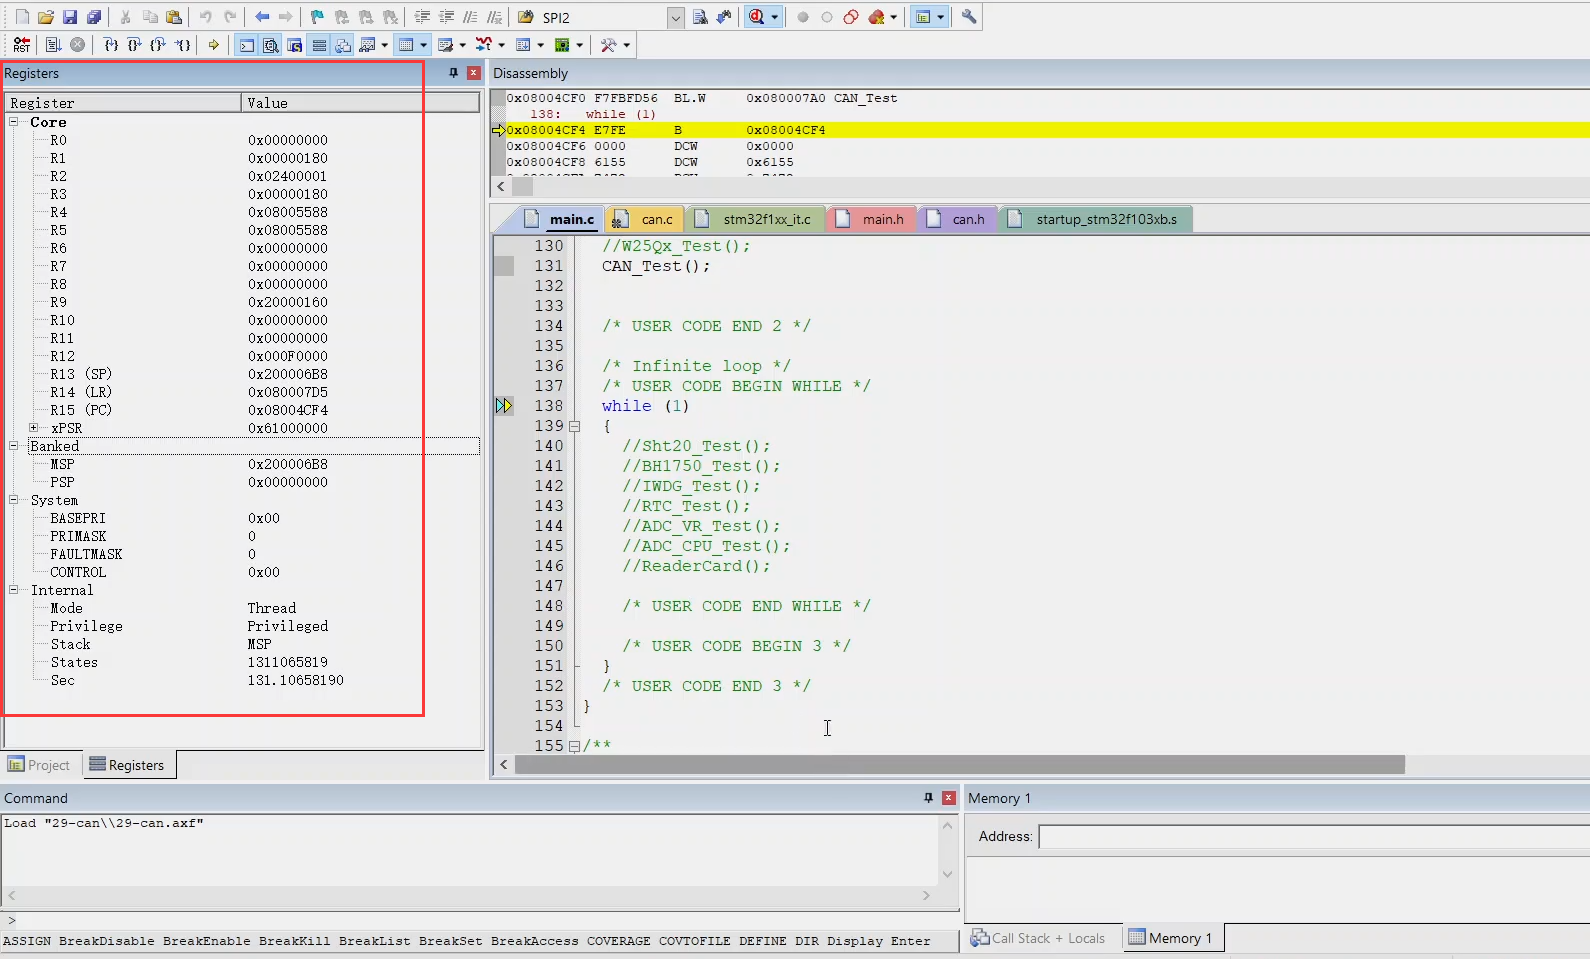 SPI2
RST
Registers
Register Value
Core
R0 0x00000000
R1 0x00000180
R2 0x02400001
R3 0x00000180
R4 0x08005588
R5 0x08005588
R6 0x00000000
R7 0x00000000
R8 0x00000000
R9 0x20000160
R10 0x00000000
R11 0x00000000
R12 0x000F0000
R13 (SP) 0x200006B8
R14 (LR) 0x080007D5
R15 (PC) 0x08004CF4
xPSR 0x61000000
Banked
MSP 0x200006B8
PSP 0x00000000
System
BASEPRI 0x00
PRIMASK 0
FAULTMASK 0
CONTROL 0x00
Internal
Mode Thread
Privilege Privileged
Stack MSP
States 1311065819
Sec 131.10658190
Project Registers
Disassembly
0x08004CF0 F7FBFD56 BL.W 0x080007A0 CAN_Test
138: while (1)
0x08004CF4 E7FE B 0x08004CF4
0x08004CF6 0000 DCW 0x0000
0x08004CF8 6155 DCW 0x6155
main.c can.c stm32f1xx_it.c main.h can.h startup_stm32f103xb.s
130 //W25Qx_Test();
131 CAN_Test();
132
133
134 /* USER CODE END 2 */
135
136 /* Infinite loop */
137 /* USER CODE BEGIN WHILE */
138 while (1)
139 {
140 //Sht20_Test();
141 //BH1750_Test();
142 //IWDG_Test();
143 //RTC_Test();
144 //ADC_VR_Test();
145 //ADC_CPU_Test();
146 //ReaderCard();
147
148 /* USER CODE END WHILE */
149
150 /* USER CODE BEGIN 3 */
151 }
152 /* USER CODE END 3 */
153 }
154
155 /**
Command
Load "29-can\\29-can.axf"
>
ASSIGN BreakDisable BreakEnable BreakKill BreakList BreakSet BreakAccess COVERAGE COVTOFILE DEFINE DIR Display Enter
Memory 1
Address:
Call Stack + Locals Memory 1